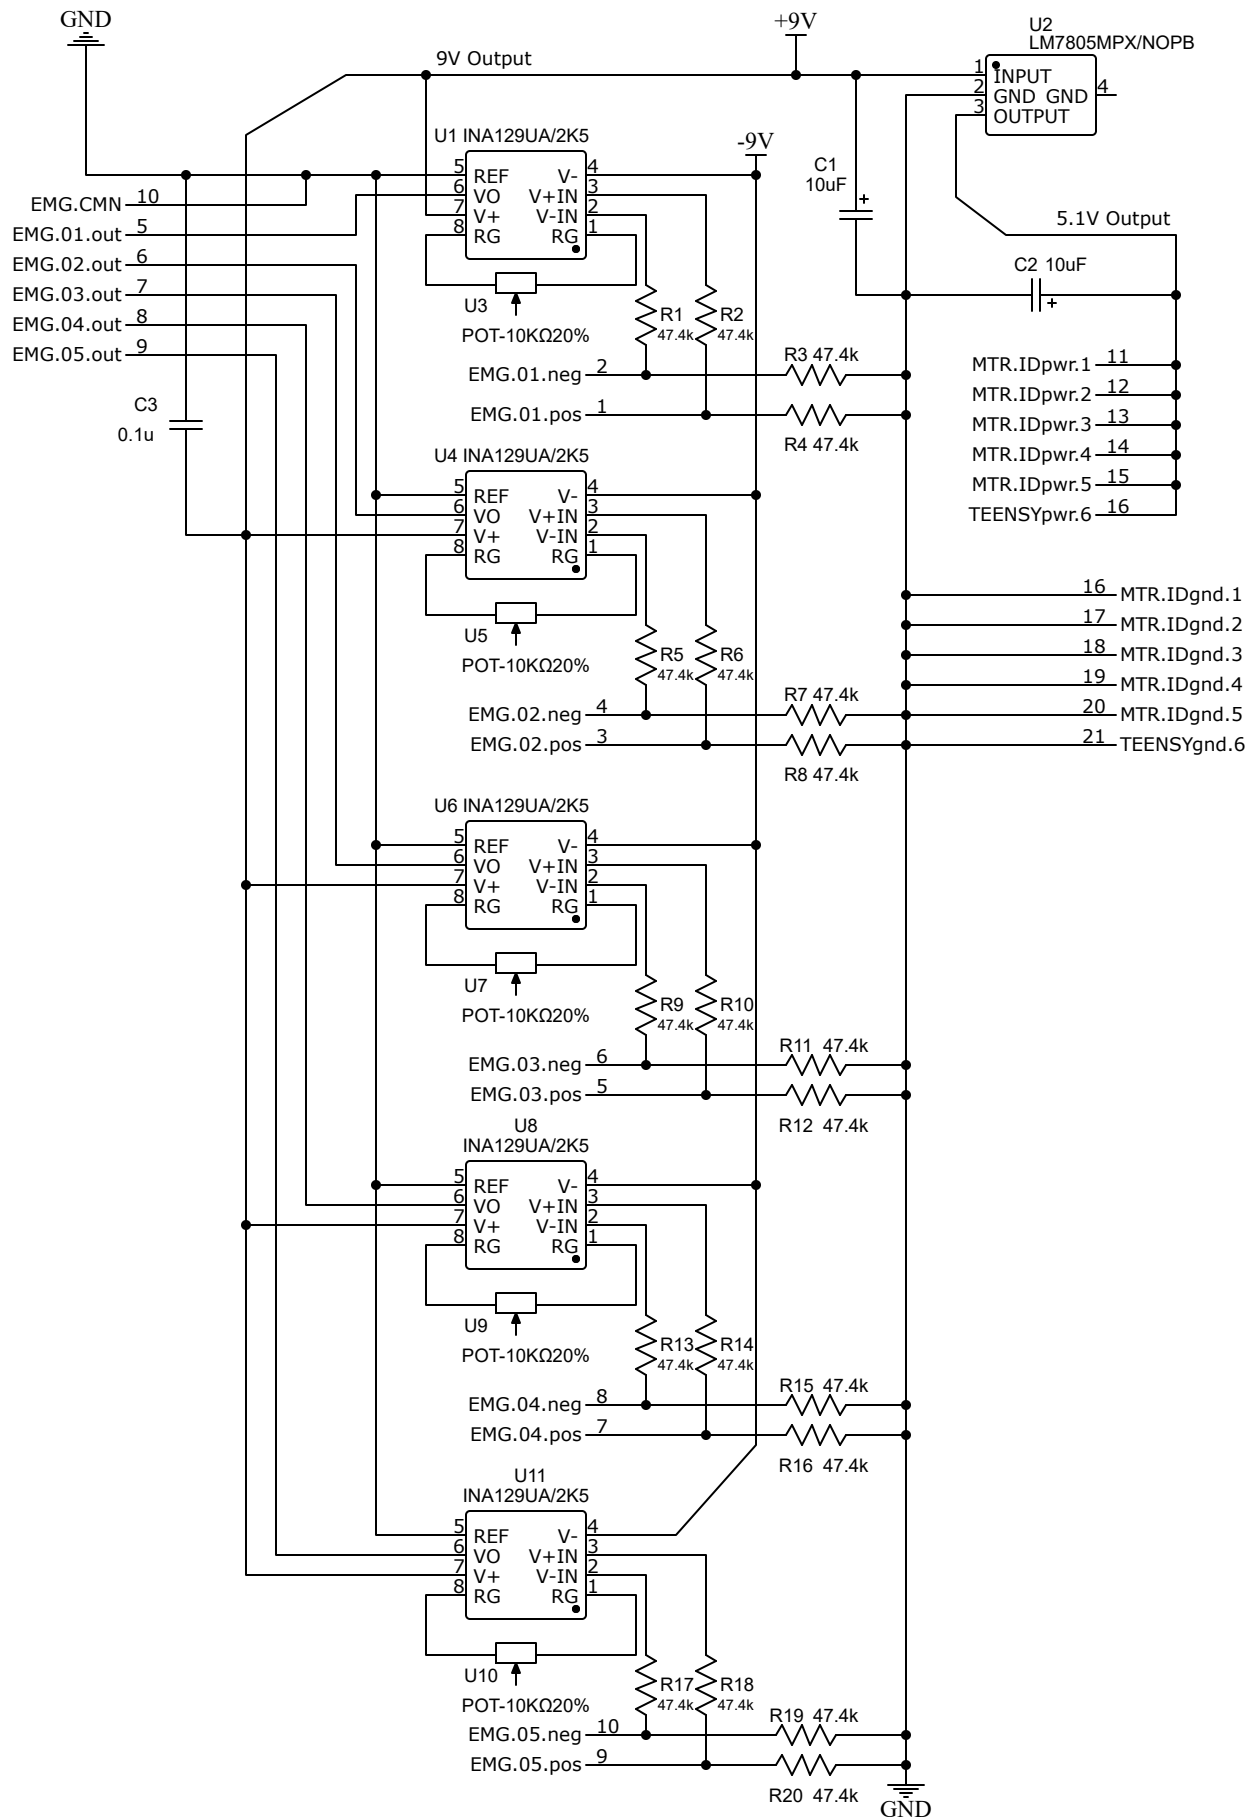 GND
+9V
U2
LM7805MPX/NOPB
9V Output
1 INPUT
2 GND GND 4
3 OUTPUT
-9V
C1
10uF
+
5.1V Output
C2 10uF
+
U1 INA129UA/2K5
5 REF V- 4
6 VO V+IN 3
7 V+ V-IN 2
8 RG RG 1
EMG.CMN 10
EMG.01.out 5
EMG.02.out 6
EMG.03.out 7
EMG.04.out 8
EMG.05.out 9
U3
POT-10KΩ20%
R1
47.4k
R2
47.4k
R3 47.4k
EMG.01.neg 2
EMG.01.pos 1
R4 47.4k
C3
0.1u
MTR.IDpwr.1 11
MTR.IDpwr.2 12
MTR.IDpwr.3 13
MTR.IDpwr.4 14
MTR.IDpwr.5 15
TEENSYpwr.6 16
U4 INA129UA/2K5
5 REF V- 4
6 VO V+IN 3
7 V+ V-IN 2
8 RG RG 1
U5
POT-10KΩ20%
R5
47.4k
R6
47.4k
R7 47.4k
EMG.02.neg 4
EMG.02.pos 3
R8 47.4k
16 MTR.IDgnd.1
17 MTR.IDgnd.2
18 MTR.IDgnd.3
19 MTR.IDgnd.4
20 MTR.IDgnd.5
21 TEENSYgnd.6
U6 INA129UA/2K5
5 REF V- 4
6 VO V+IN 3
7 V+ V-IN 2
8 RG RG 1
U7
POT-10KΩ20%
R9
47.4k
R10
47.4k
R11 47.4k
EMG.03.neg 6
EMG.03.pos 5
R12 47.4k
U8
INA129UA/2K5
5 REF V- 4
6 VO V+IN 3
7 V+ V-IN 2
8 RG RG 1
U9
POT-10KΩ20%
R13
47.4k
R14
47.4k
R15 47.4k
EMG.04.neg 8
EMG.04.pos 7
R16 47.4k
U11
INA129UA/2K5
5 REF V- 4
6 VO V+IN 3
7 V+ V-IN 2
8 RG RG 1
U10
POT-10KΩ20%
R17
47.4k
R18
47.4k
R19 47.4k
EMG.05.neg 10
EMG.05.pos 9
R20 47.4k
GND